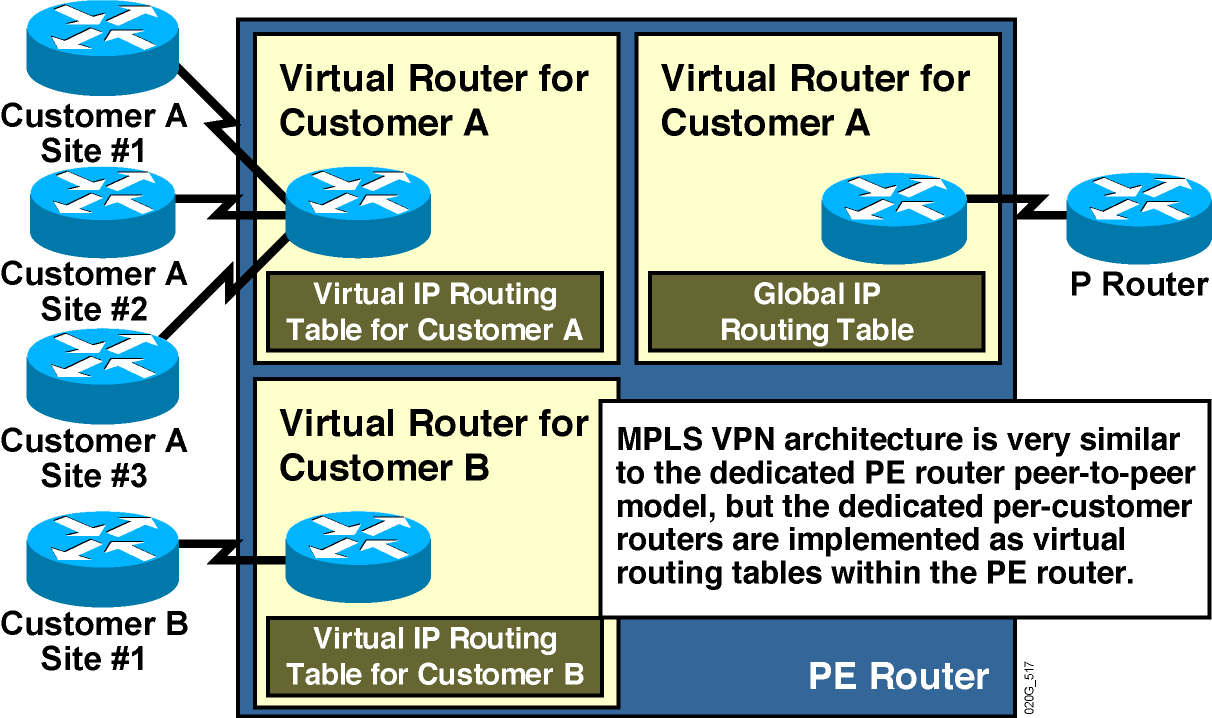 Customer A
Site #1
Customer A
Site #2
Customer A
Site #3
Customer B
Site #1
Virtual Router for
Customer A
Virtual IP Routing
Table for Customer A
Virtual Router for
Customer A
Global IP
Routing Table
P Router
Virtual Router for
Customer B
Virtual IP Routing
Table for Customer B
MPLS VPN architecture is very similar
to the dedicated PE router peer-to-peer
model, but the dedicated per-customer
routers are implemented as virtual
routing tables within the PE router.
PE Router
020G_517